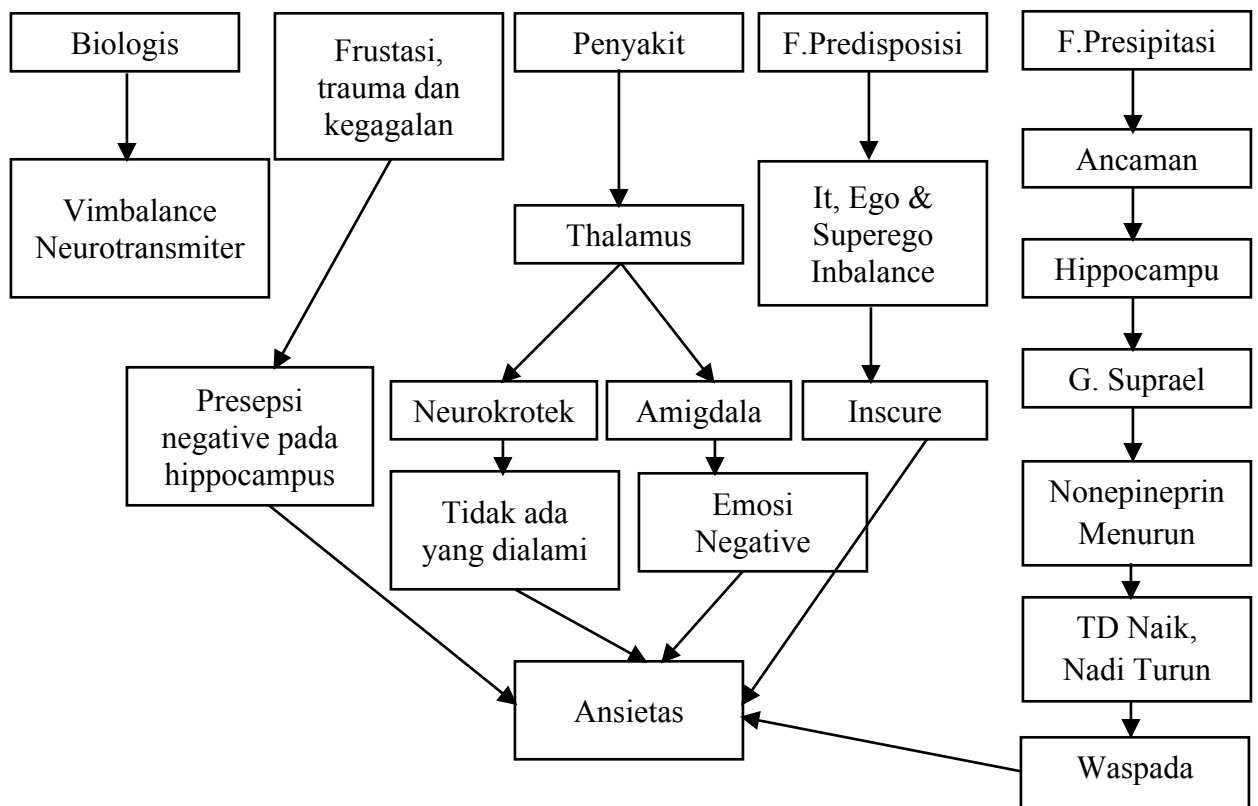 Biologis
Frustasi,
trauma dan
kegagalan
Penyakit
F.Predisposisi
F.Presipitasi
Vimbalance
Neurotransmiter
Thalamus
It, Ego &
Superego
Inbalance
Ancaman
Hippocampu
G. Suprael
Presepsi
negative pada
hippocampus
Neurokrotek
Amigdala
Inscure
Tidak ada
yang dialami
Emosi
Negative
Nonepineprin
Menurun
TD Naik,
Nadi Turun
Ansietas
Waspada